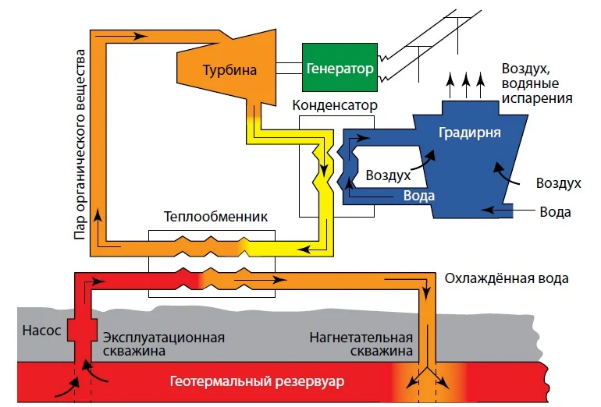 Турбина
Генератор
Воздух,
водяные
испарения
Конденсатор
Градирня
Пар органического вещества
Воздух
Воздух
Вода
Вода
Теплообменник
Охлаждённая вода
Насос
Эксплуатационная
скважина
Нагнетательная
скважина
Геотермальный резервуар